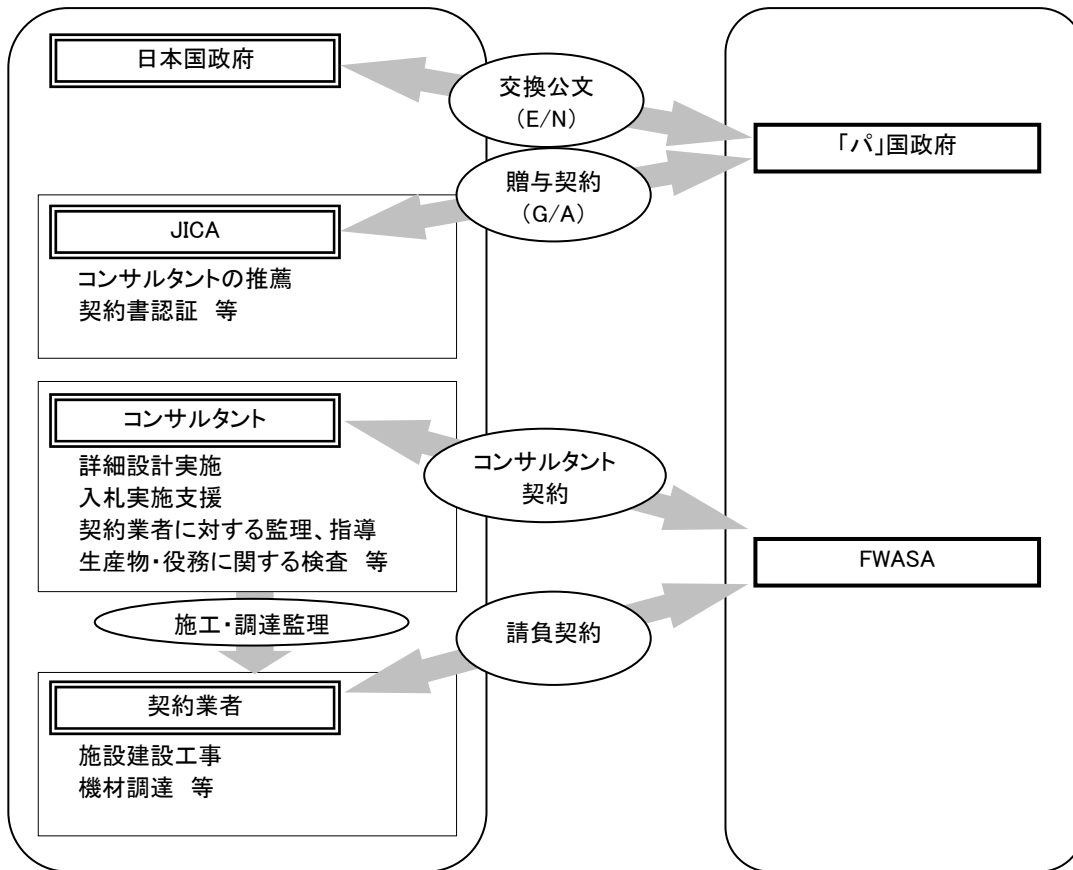 日本国政府
交換公文
(E/N)
「パ」国政府
贈与契約
(G/A)
JICA
コンサルタントの推薦
契約書認証 等
コンサルタント
詳細設計実施
入札実施支援
契約業者に対する監理、指導
生産物・役務に関する検査 等
コンサルタント
契約
FWASA
施工・調達監理
請負契約
契約業者
施設建設工事
機材調達 等